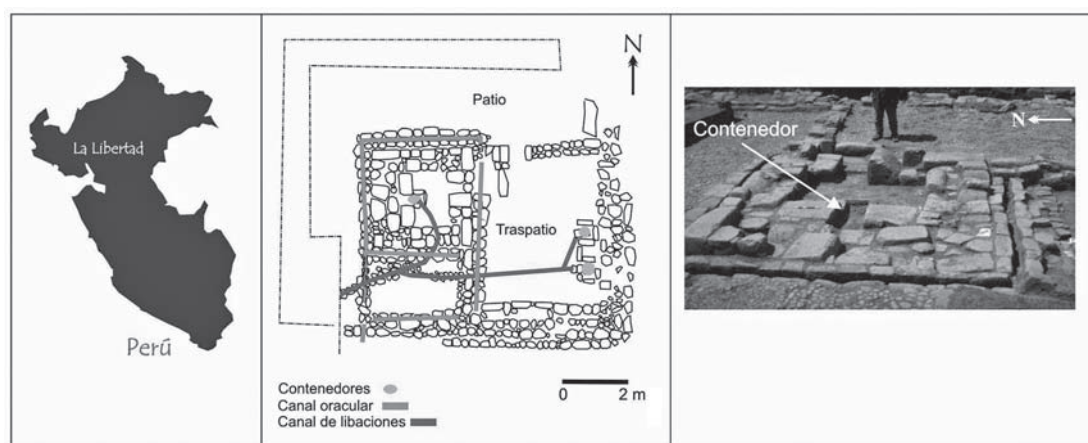 La Libertad
Perú
N
Patio
Traspatio
Contenedores
Canal oracular
Canal de libaciones
0 2 m
Contenedor
N